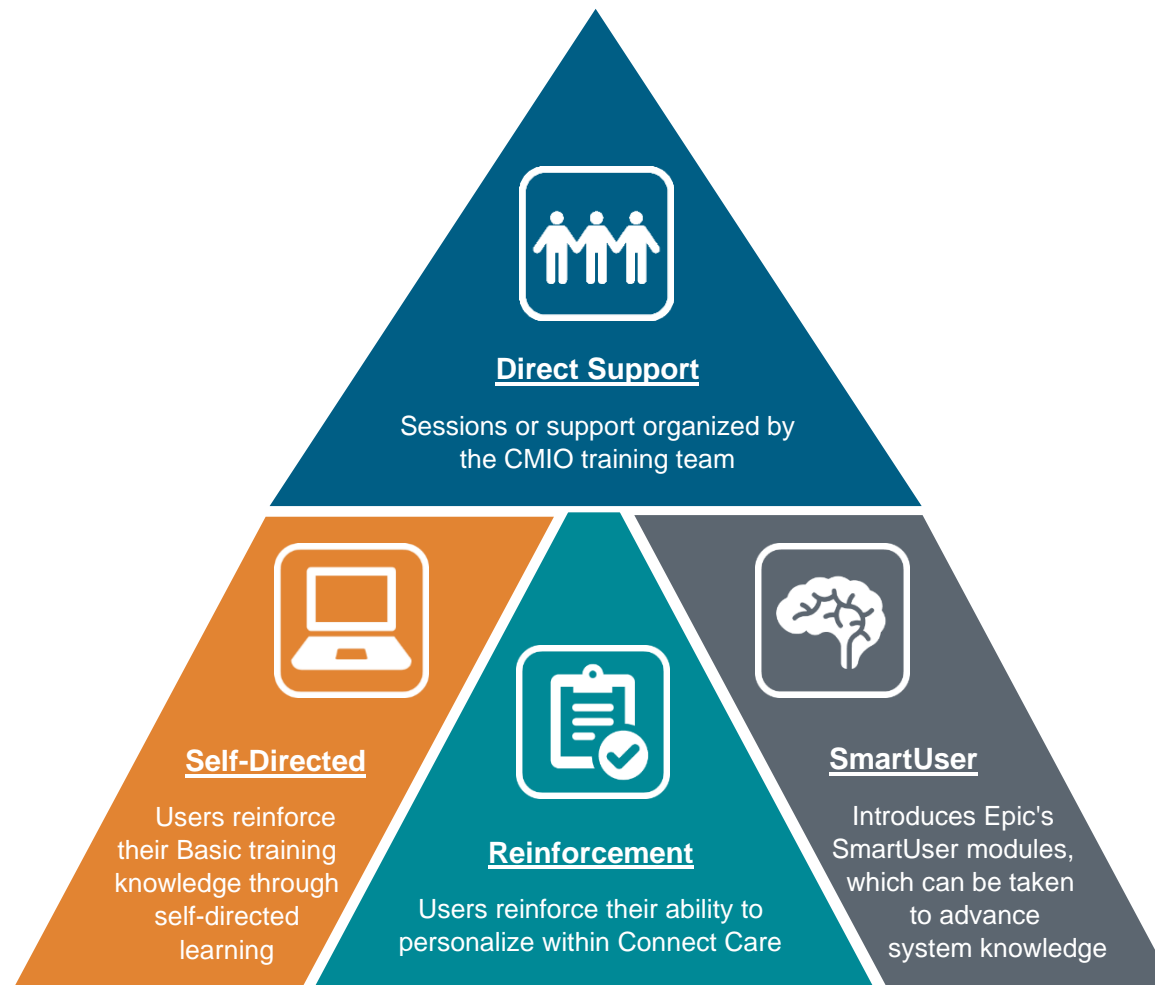 Direct Support
Sessions or support organized by
the CMIO training team
Self-Directed
Users reinforce
their Basic training
knowledge through
self-directed
learning
Reinforcement
Users reinforce their ability to
personalize within Connect Care
SmartUser
Introduces Epic's
SmartUser modules,
which can be taken
to advance
system knowledge